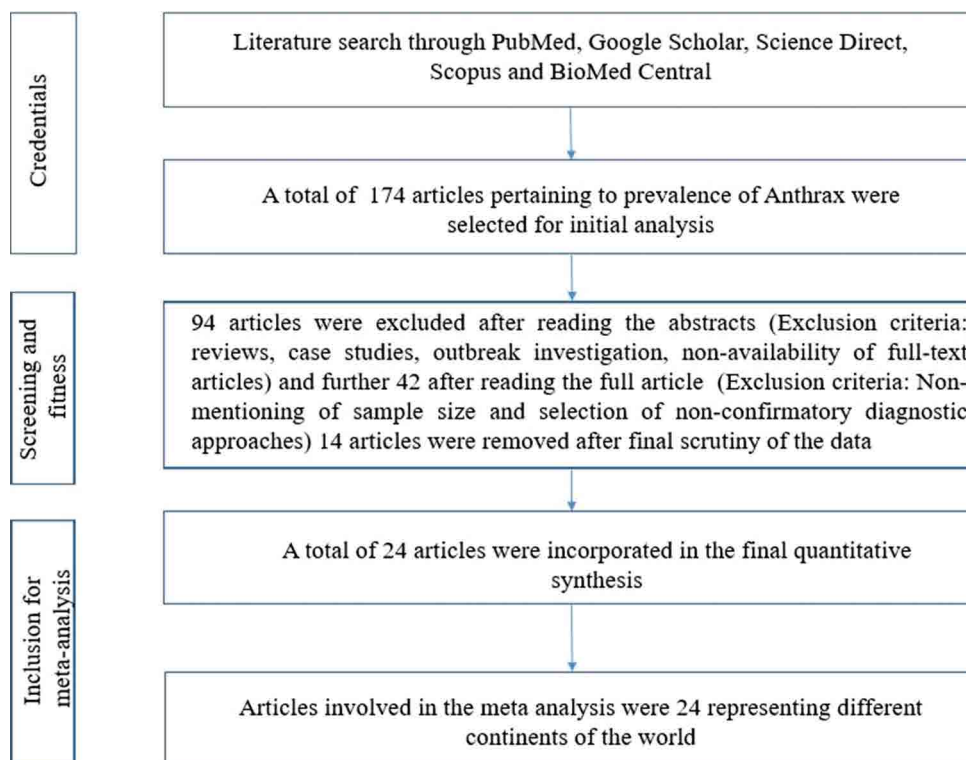 Credentials
Literature search through PubMed, Google Scholar, Science Direct,
Scopus and BioMed Central
A total of 174 articles pertaining to prevalence of Anthrax were
selected for initial analysis
Screening and
fitness
94 articles were excluded after reading the abstracts (Exclusion criteria:
reviews, case studies, outbreak investigation, non-availability of full-text
articles) and further 42 after reading the full article (Exclusion criteria: Non-
mentioning of sample size and selection of non-confirmatory diagnostic
approaches) 14 articles were removed after final scrutiny of the data
Inclusion for
meta-analysis
A total of 24 articles were incorporated in the final quantitative
synthesis
Articles involved in the meta analysis were 24 representing different
continents of the world